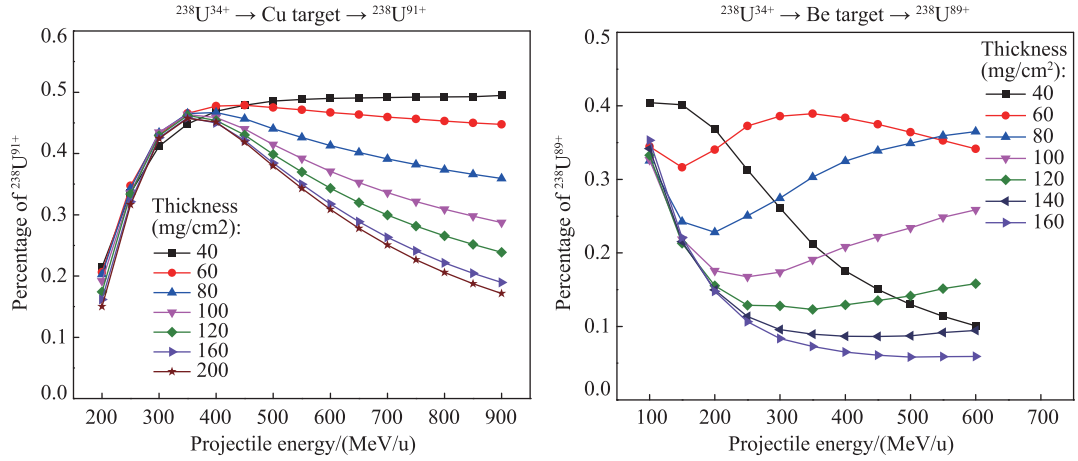 ²³⁸U³⁴⁺ → Cu target → ²³⁸U⁹¹⁺
Percentage of ²³⁸U⁹¹⁺
0.6
0.5
0.4
0.3
0.2
0.1
0.0
Thickness
(mg/cm2):
40
60
80
100
120
160
200
200 300 400 500 600 700 800 900
Projectile energy/(MeV/u)
²³⁸U³⁴⁺ → Be target → ²³⁸U⁸⁹⁺
Percentage of ²³⁸U⁸⁹⁺
0.5
0.4
0.3
0.2
0.1
0.0
Thickness
(mg/cm²):
40
60
80
100
120
140
160
100 200 300 400 500 600 700
Projectile energy/(MeV/u)